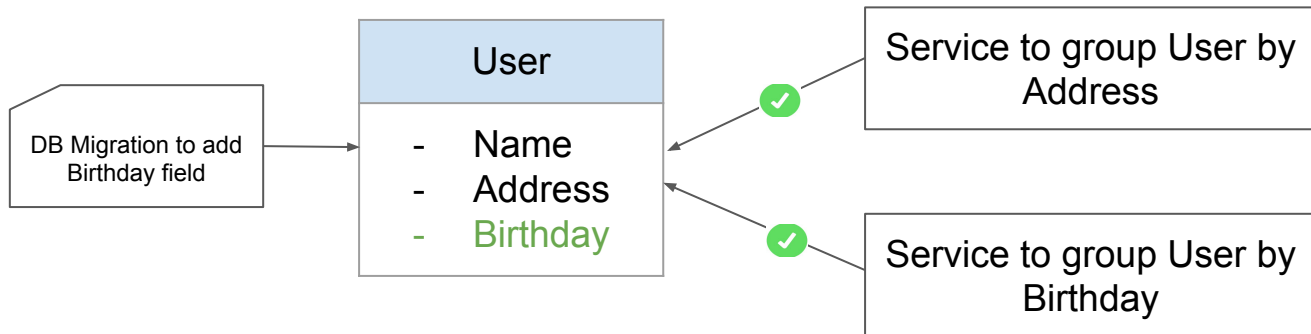 DB Migration to add
Birthday field
User
- Name
- Address
- Birthday
Service to group User by
Address
Service to group User by
Birthday